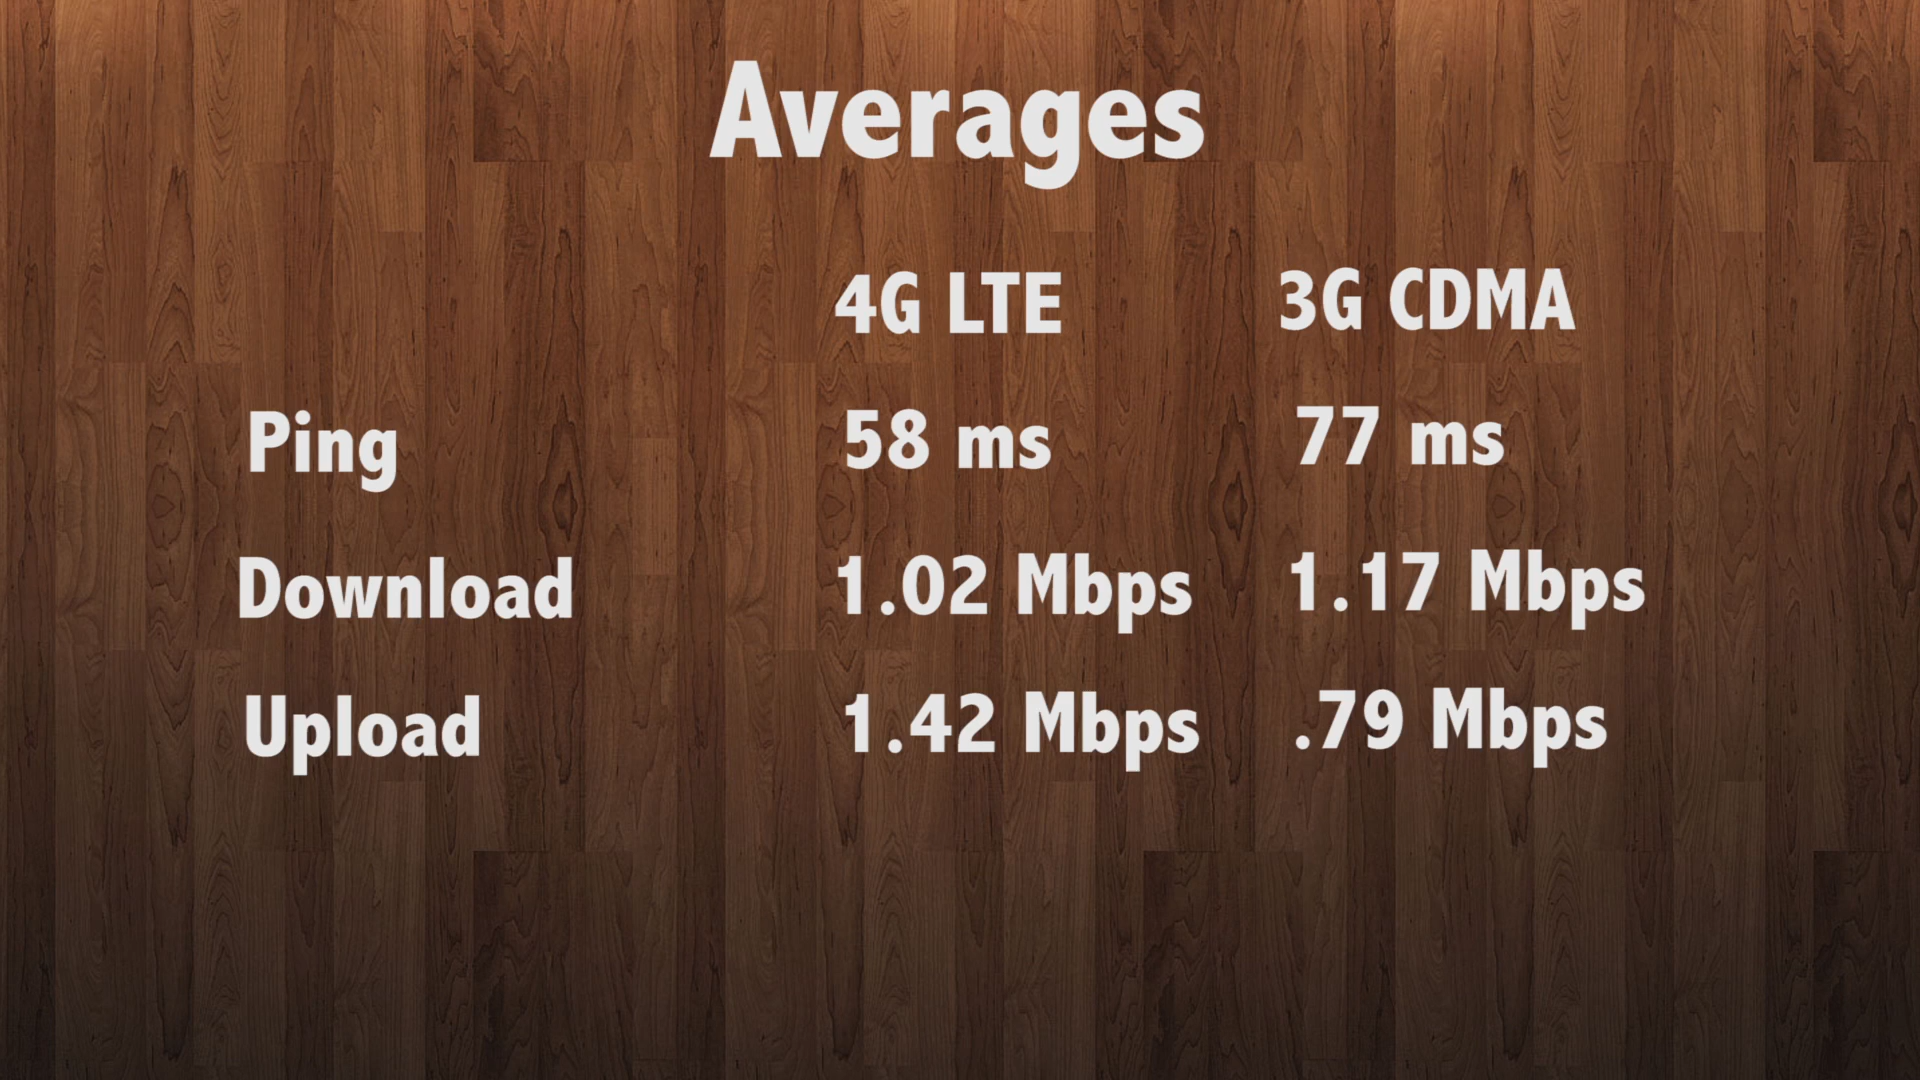 Averages
4G LTE 3G CDMA
Ping 58 ms 77 ms
Download 1.02 Mbps 1.17 Mbps
Upload 1.42 Mbps .79 Mbps